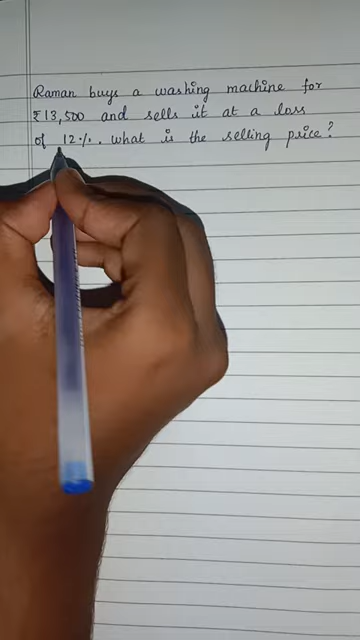 Raman buys a washing machine for
₹13,500 and sells it at a loss
of 12%. what is the selling price?